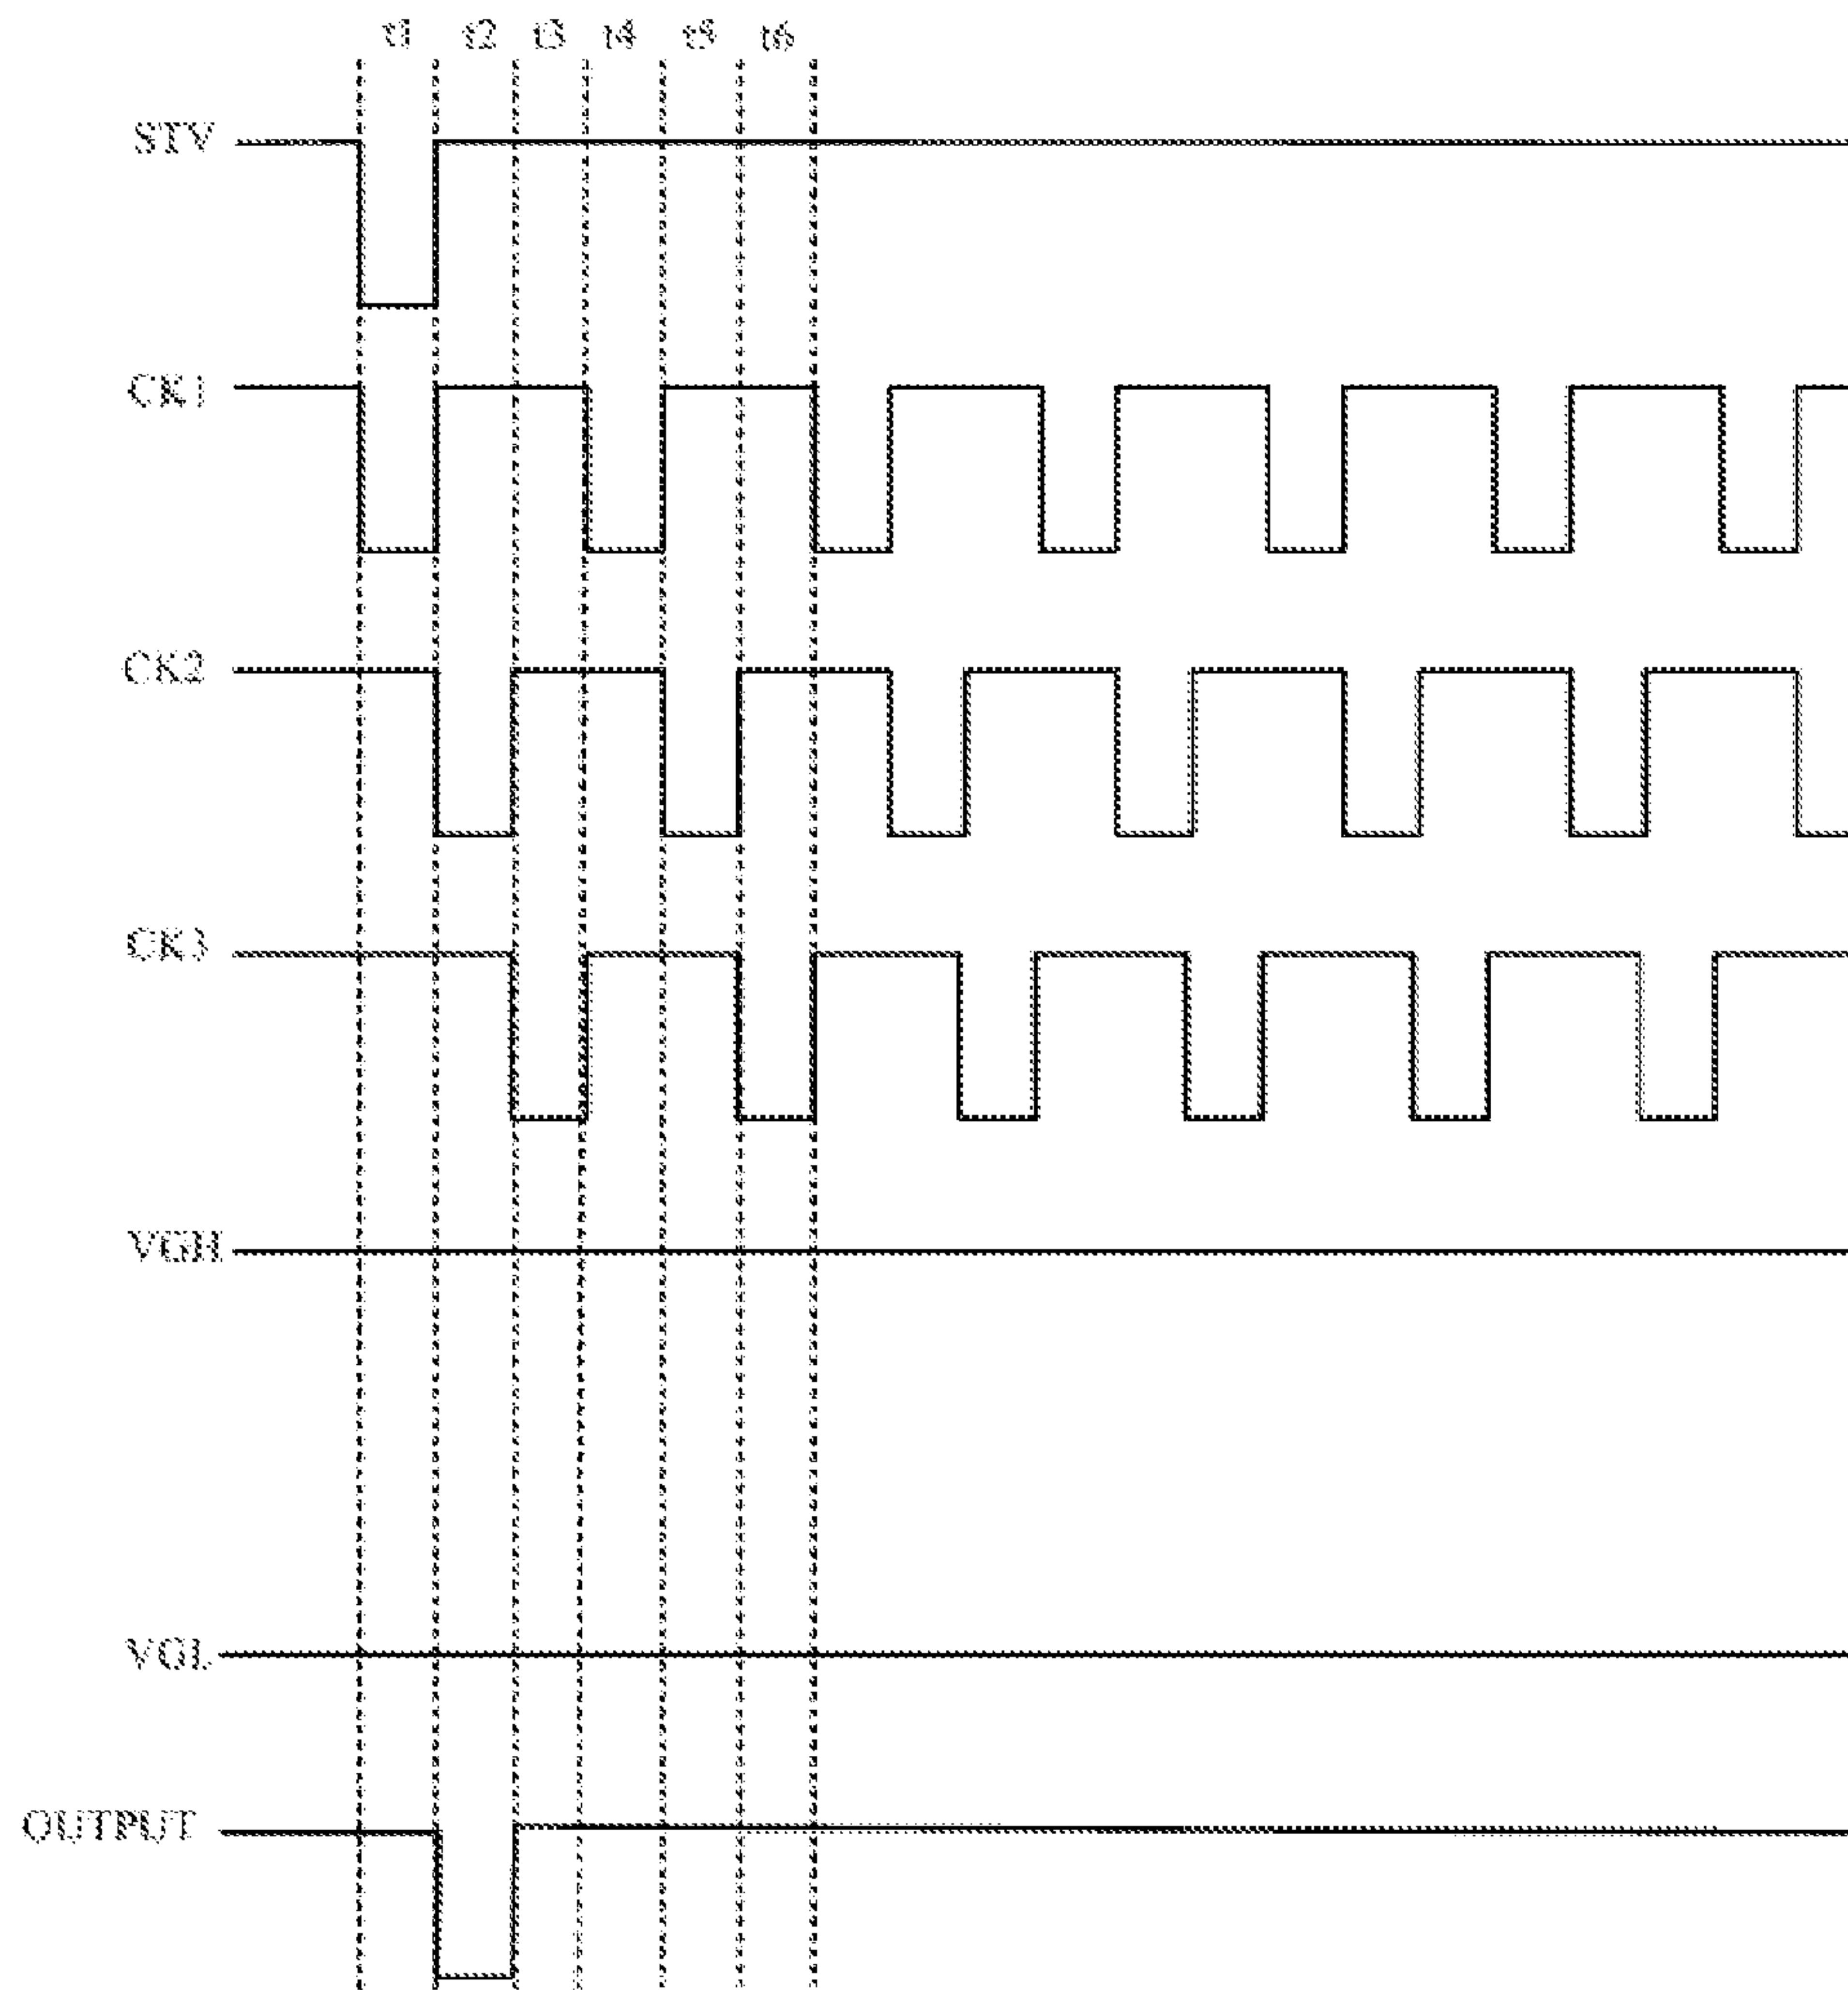 t1 t2 t3 t4 t5 t6
STV
CK1
CK2
CK3
VGH
VGL
OUTPUT